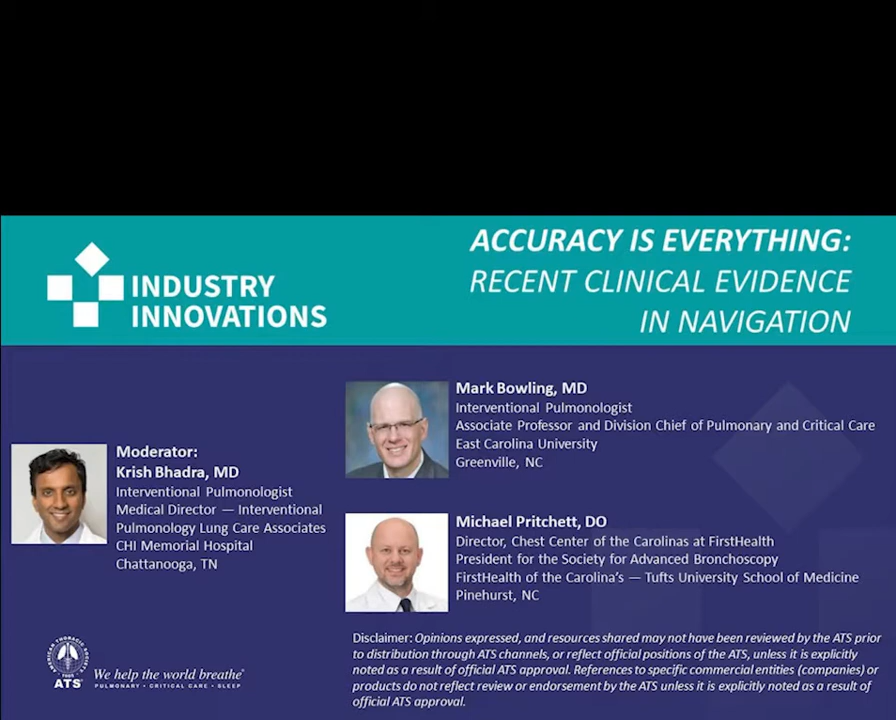 INDUSTRY
INNOVATIONS
ACCURACY IS EVERYTHING:
RECENT CLINICAL EVIDENCE
IN NAVIGATION
Moderator:
Krish Bhadra, MD
Interventional Pulmonologist
Medical Director — Interventional
Pulmonology Lung Care Associates
CHI Memorial Hospital
Chattanooga, TN
Mark Bowling, MD
Interventional Pulmonologist
Associate Professor and Division Chief of Pulmonary and Critical Care
East Carolina University
Greenville, NC
Michael Pritchett, DO
Director, Chest Center of the Carolinas at FirstHealth
President for the Society for Advanced Bronchoscopy
FirstHealth of the Carolina's — Tufts University School of Medicine
Pinehurst, NC
AMERICAN THORACIC SOCIETY
1905
ATS
We help the world breathe
PULMONARY • CRITICAL CARE • SLEEP
Disclaimer: Opinions expressed, and resources shared may not have been reviewed by the ATS prior
to distribution through ATS channels, or reflect official positions of the ATS, unless it is explicitly
noted as a result of official ATS approval. References to specific commercial entities (companies) or
products do not reflect review or endorsement by the ATS unless it is explicitly noted as a result of
official ATS approval.